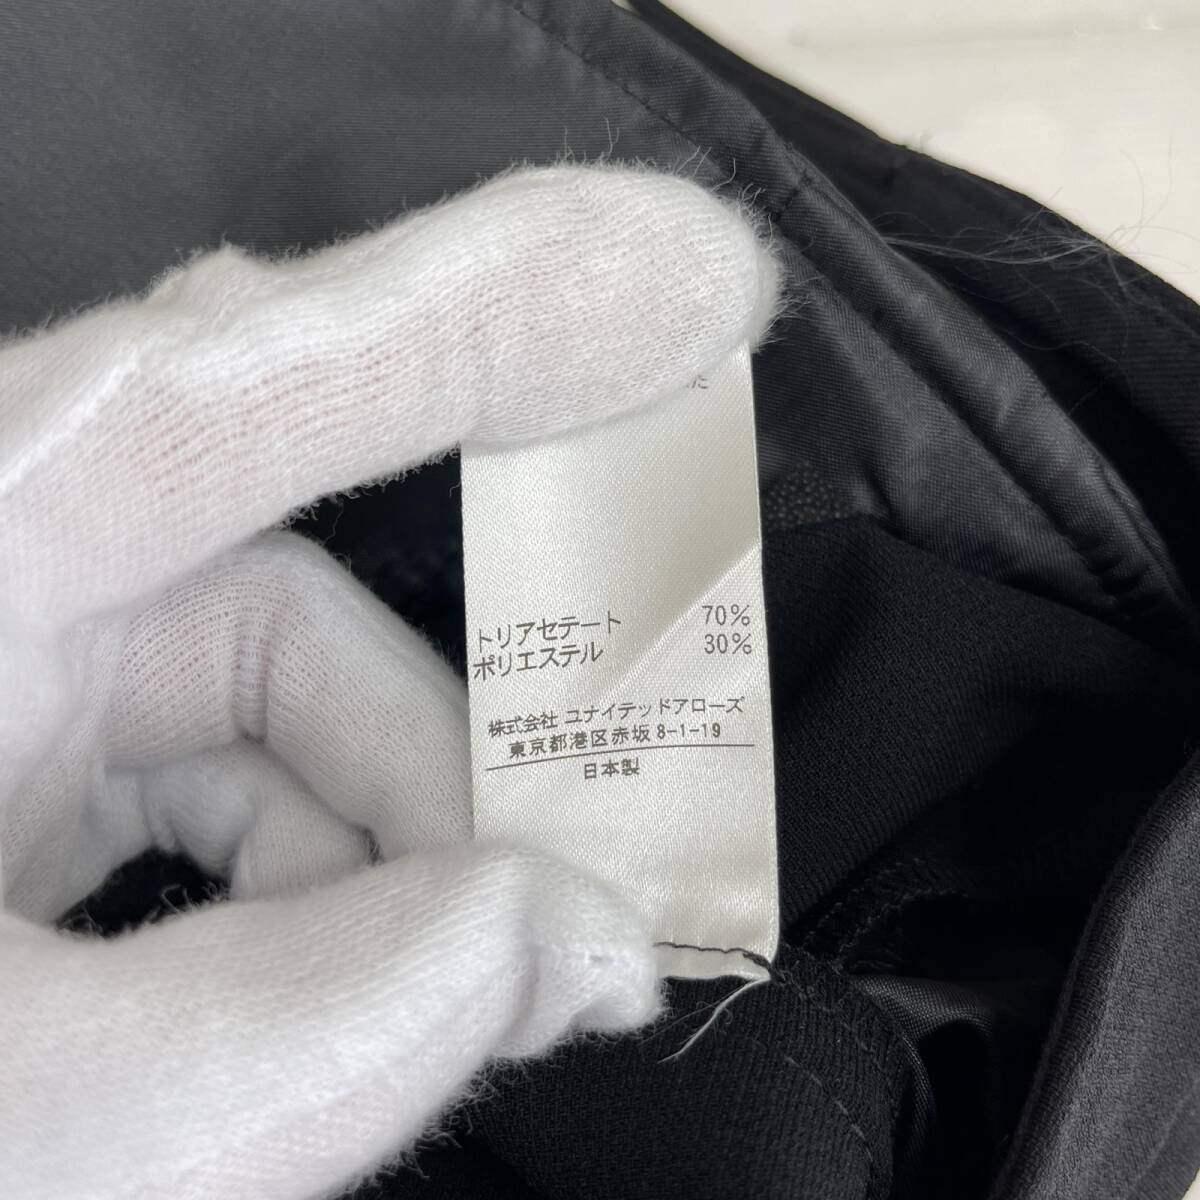 トリアセテート 70%
ポリエステル 30%
株式会社 ユナイテッドアローズ
東京都港区赤坂 8-1-19
日本製